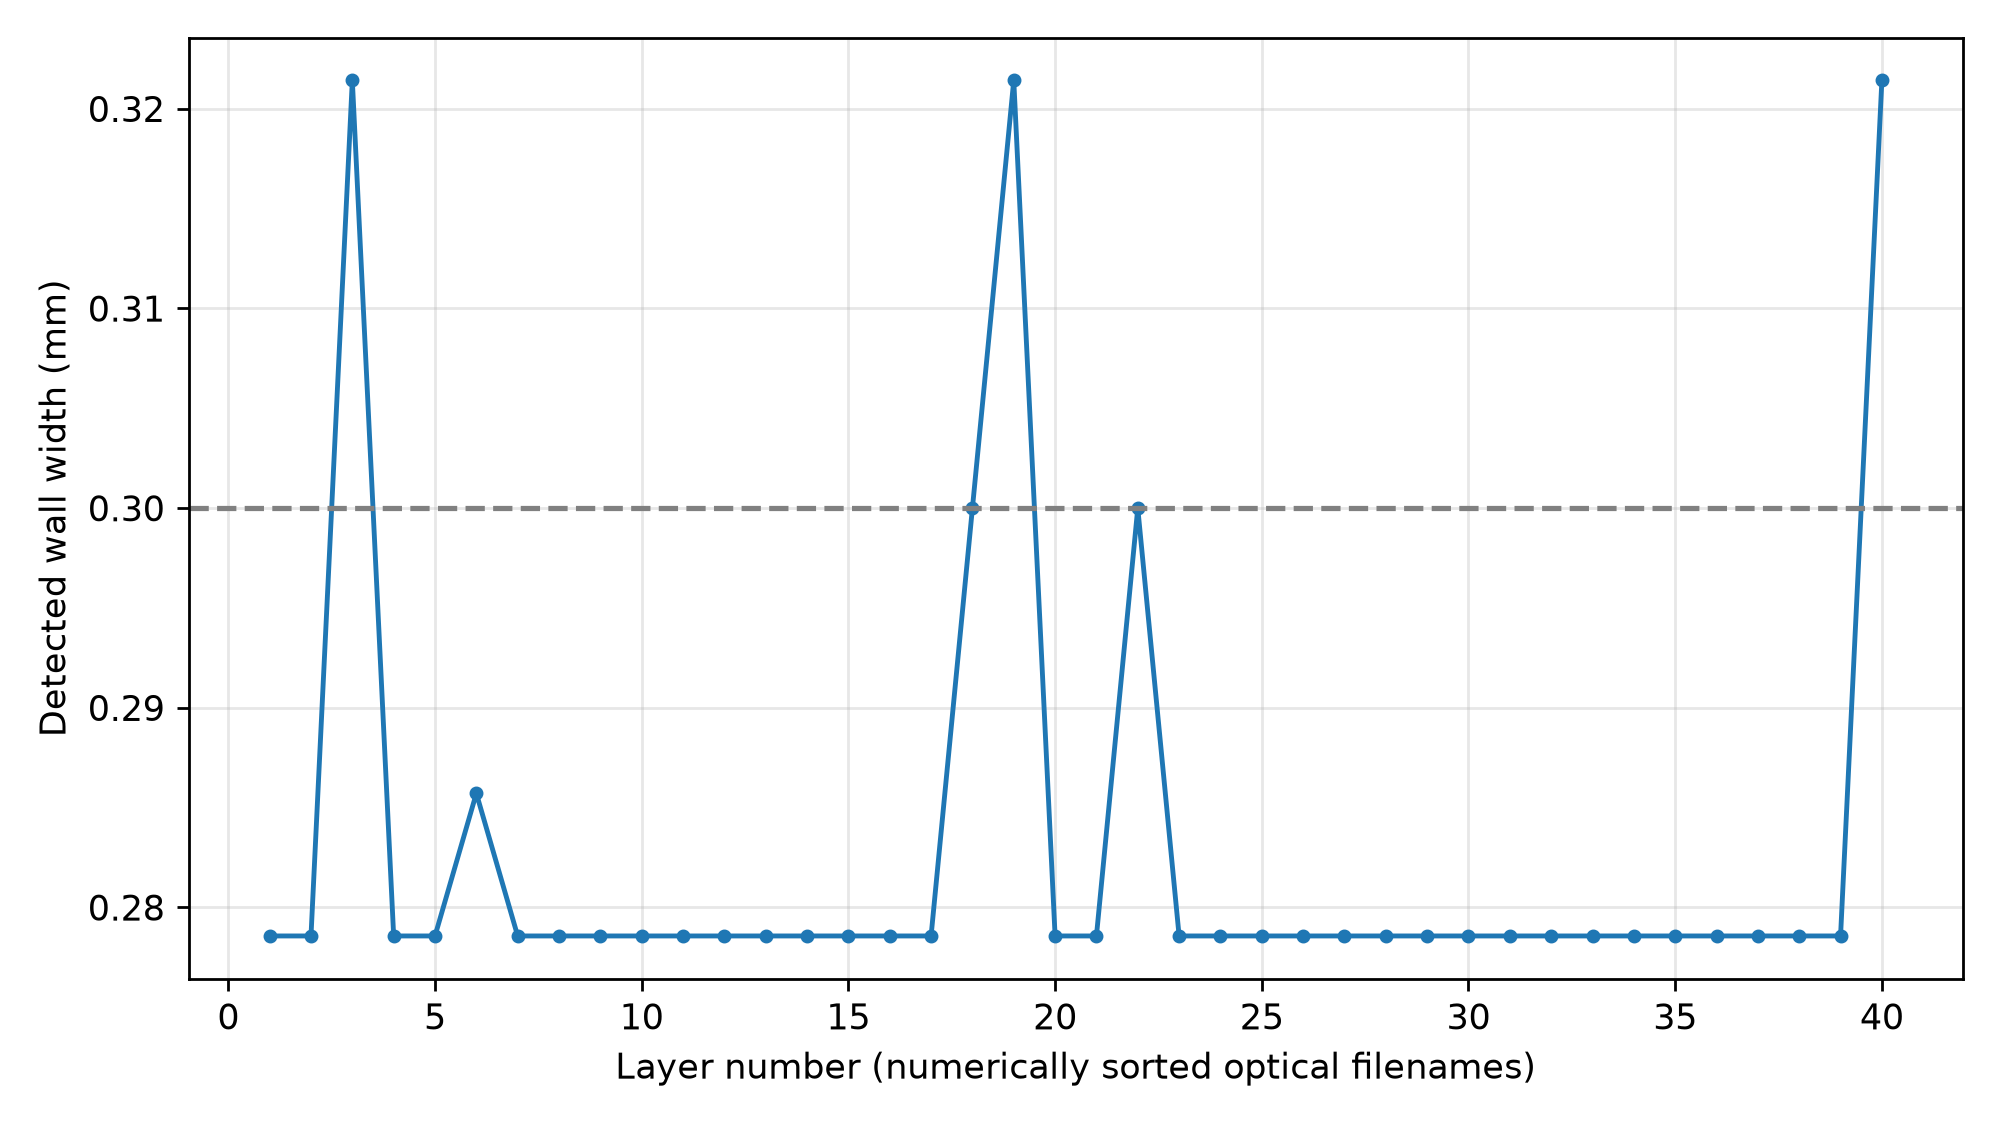 0.32
0.31
0.30
0.29
0.28
Detected wall width (mm)
0 5 10 15 20 25 30 35 40
Layer number (numerically sorted optical filenames)